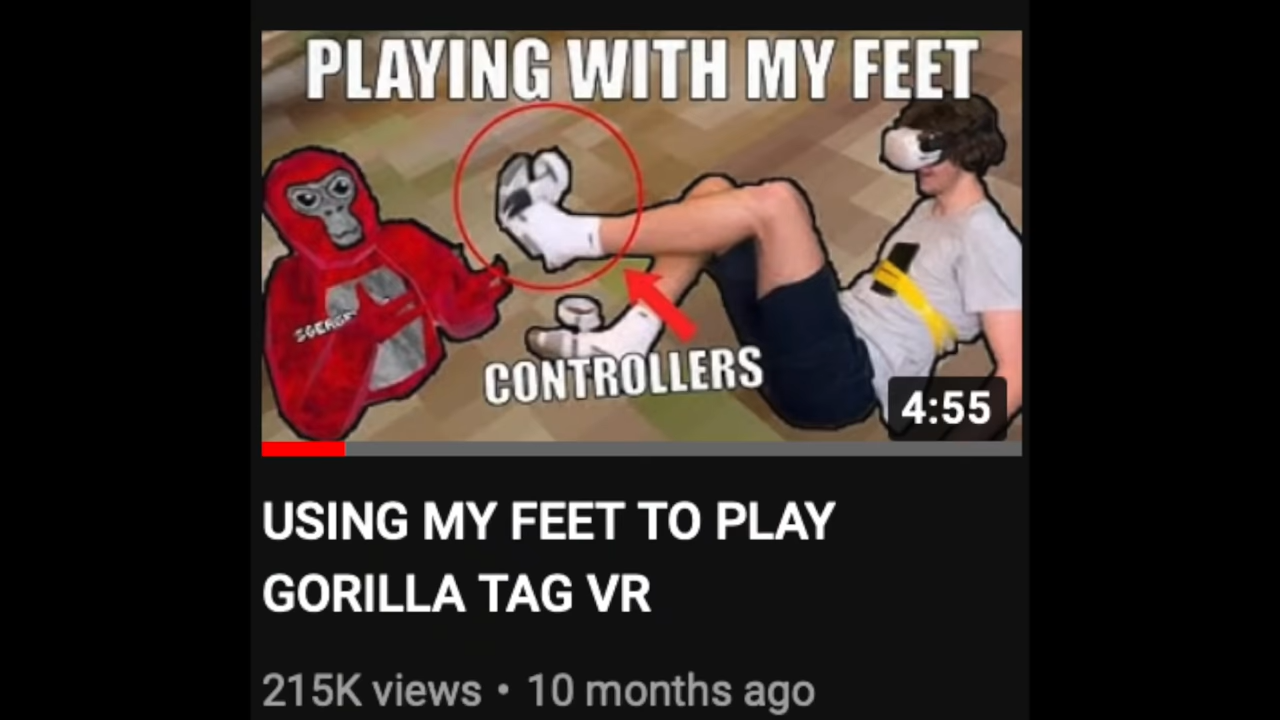 PLAYING WITH MY FEET
CONTROLLERS
4:55
USING MY FEET TO PLAY
GORILLA TAG VR
215K views • 10 months ago